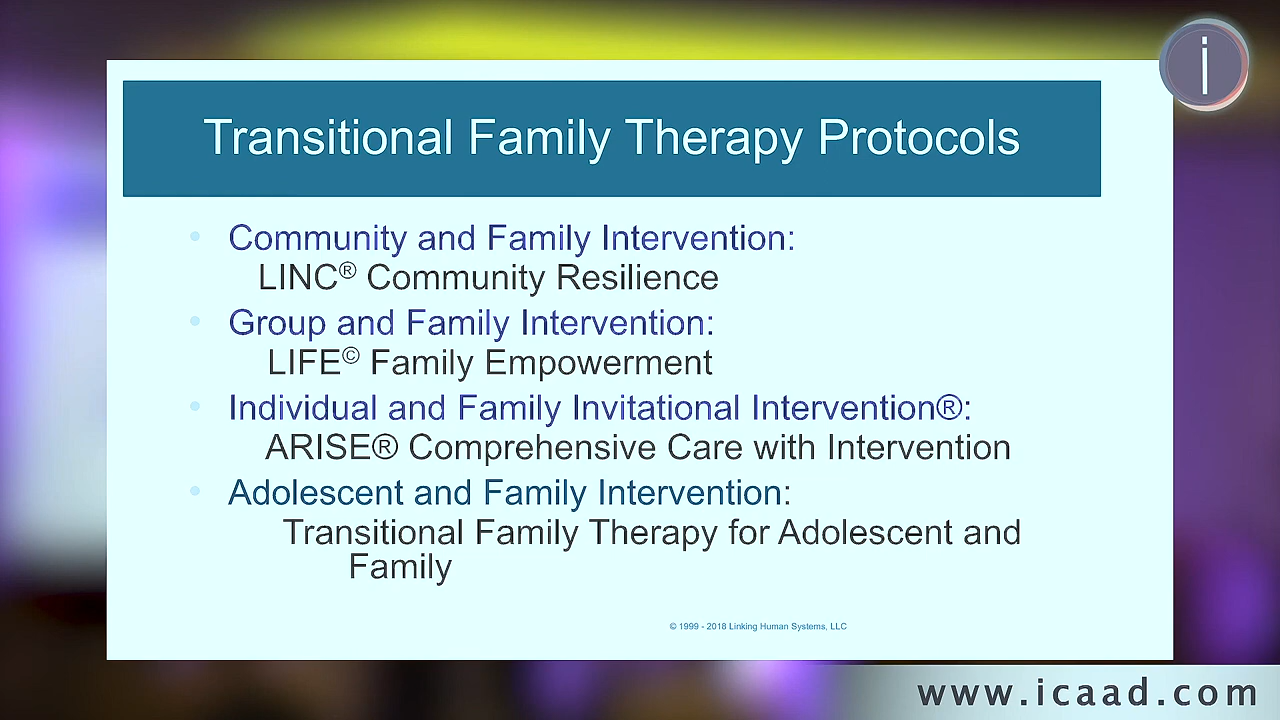 i
Transitional Family Therapy Protocols
• Community and Family Intervention:
LINC® Community Resilience
• Group and Family Intervention:
LIFE© Family Empowerment
• Individual and Family Invitational Intervention®:
ARISE® Comprehensive Care with Intervention
• Adolescent and Family Intervention:
Transitional Family Therapy for Adolescent and
Family
© 1999 - 2018 Linking Human Systems, LLC
www.icaad.com